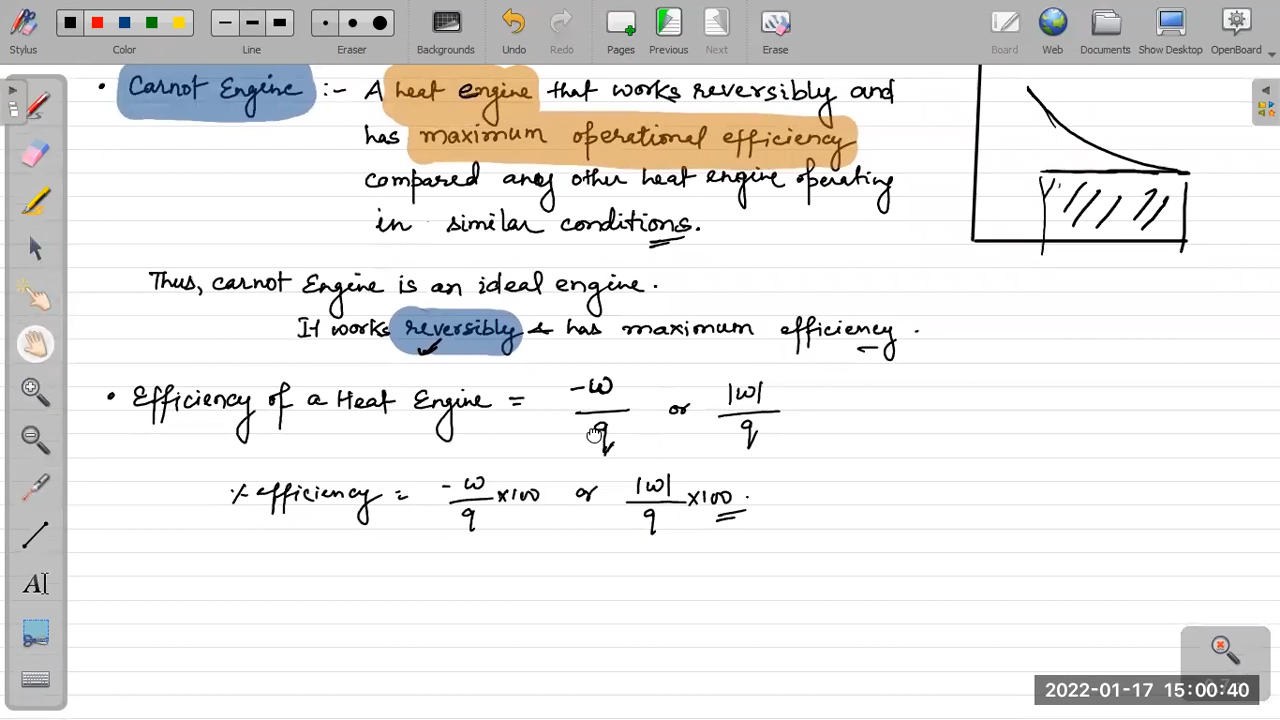 Stylus
Color
Line
Eraser
Backgrounds
Undo
Redo
Pages
Previous
Next
Erase
Board
Web
Documents
Show Desktop
OpenBoard
• Carnot Engine :- A heat engine that works reversibly and
has maximum operational efficiency
compared any other heat engine operating
in similar conditions.
Thus, carnot Engine is an ideal engine.
It works reversibly & has maximum efficiency.
• Efficiency of a Heat Engine = -w/q or |w|/q
% efficiency = -w/q ×100 or |w|/q ×100.
2022-01-17 15:00:40